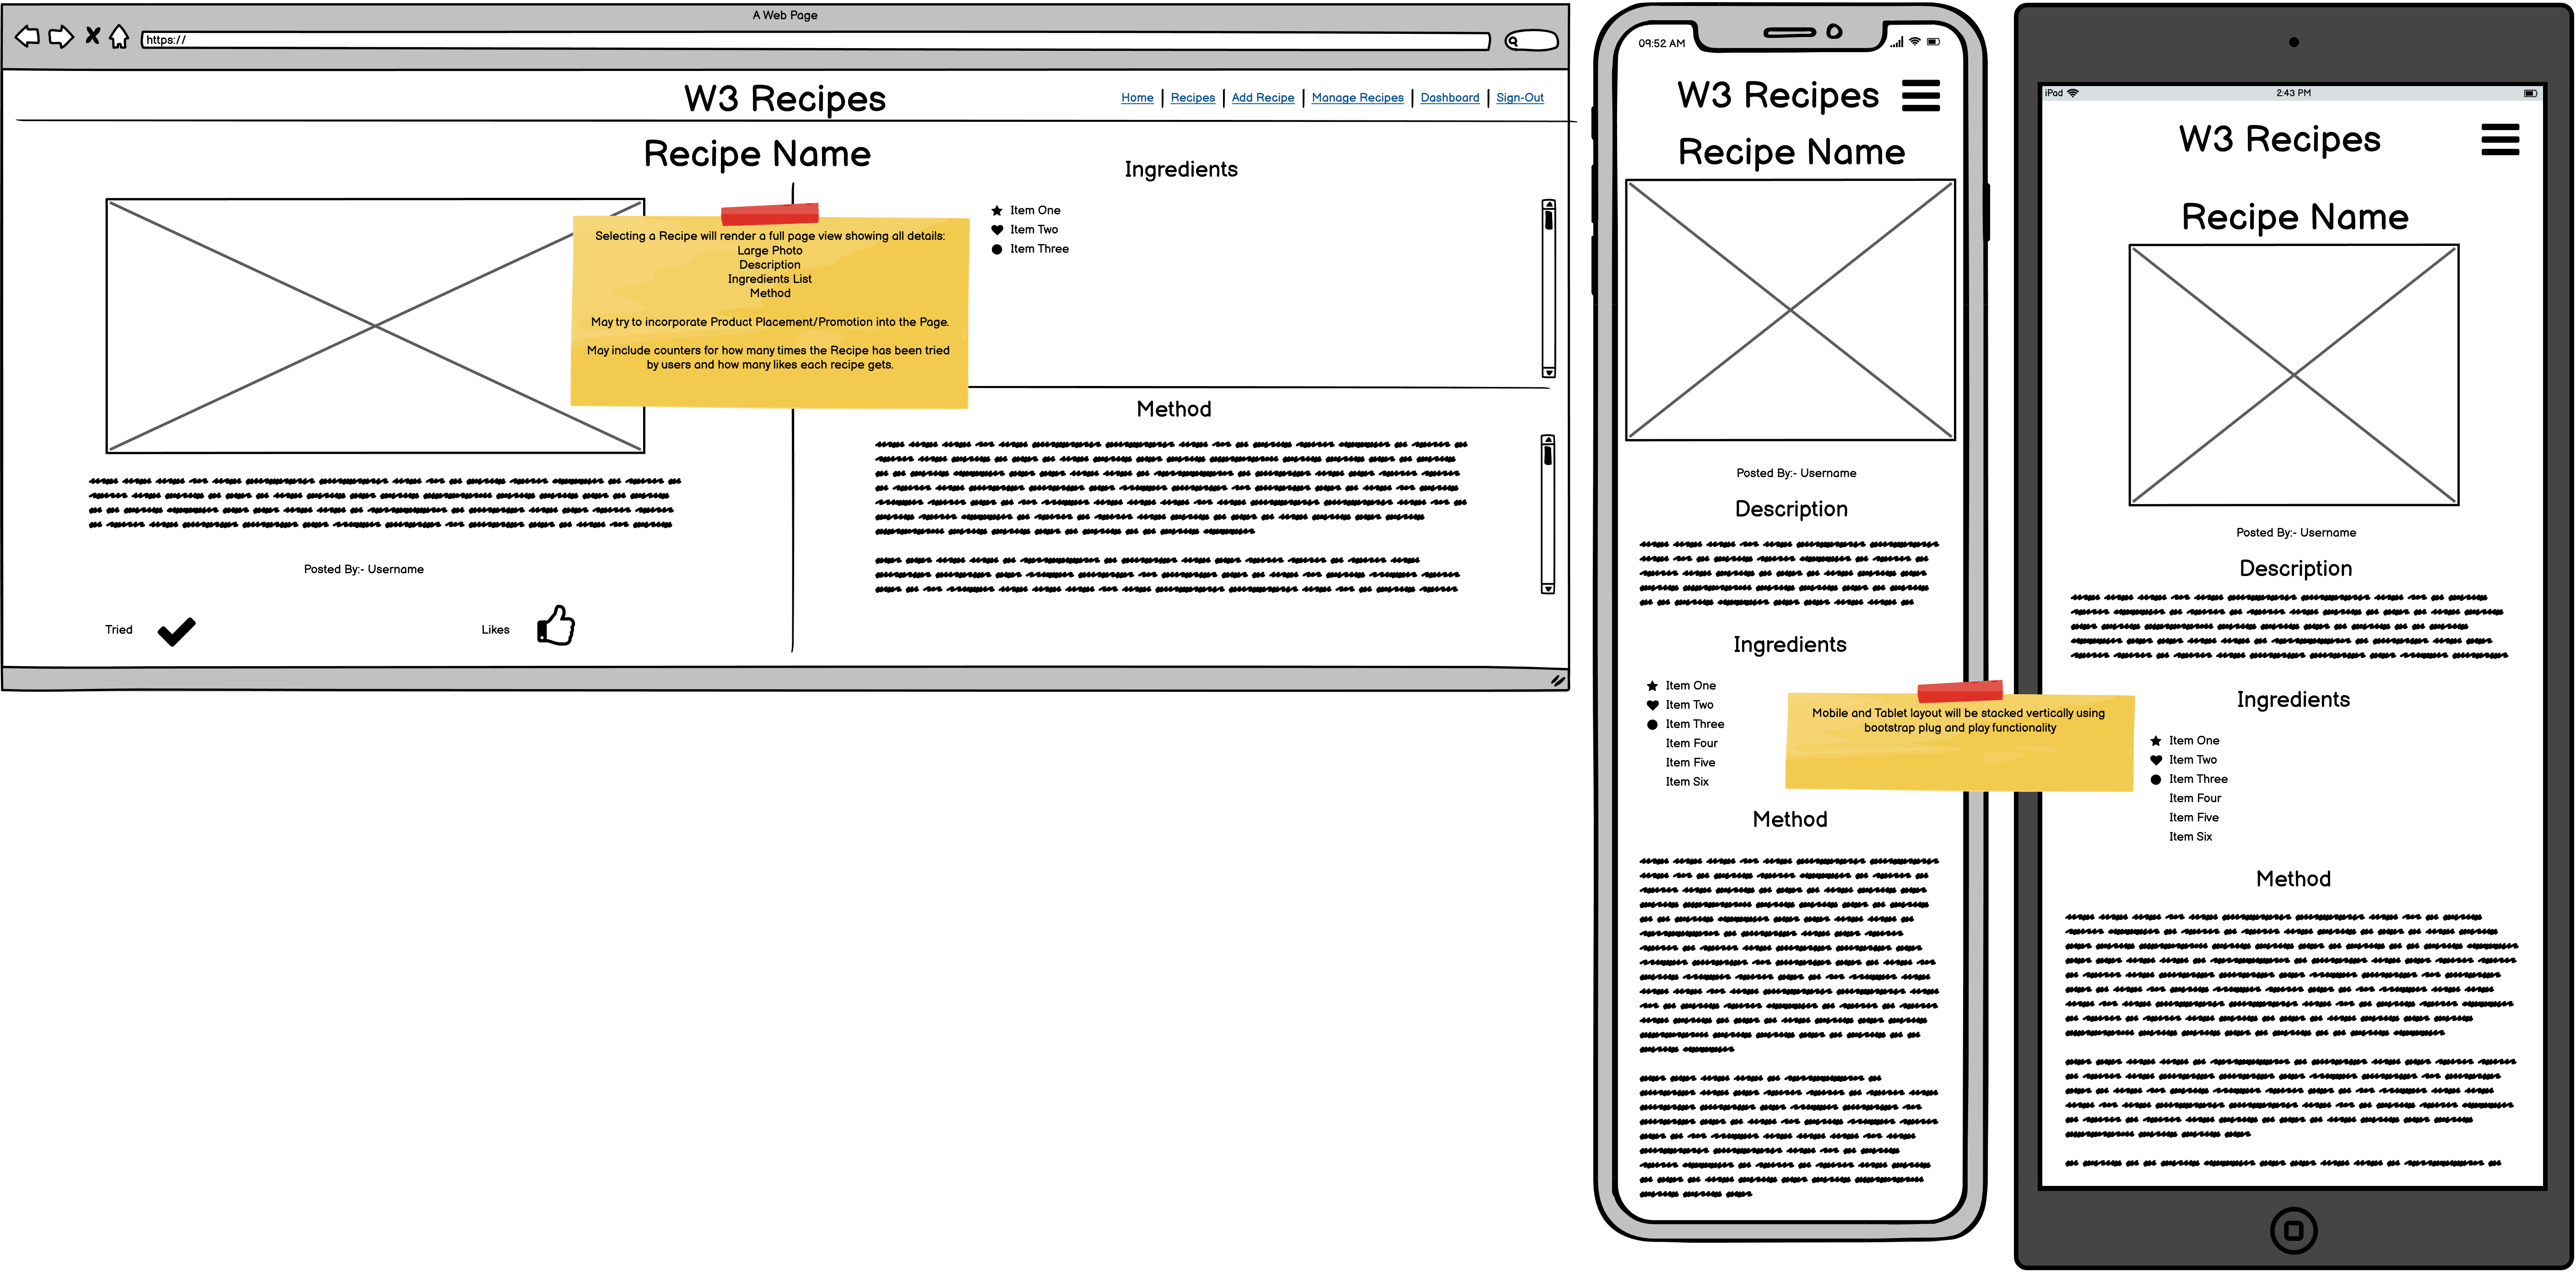 A Web Page
https://
W3 Recipes
Home Recipes Add Recipe Manage Recipes Dashboard Sign-Out
Recipe Name
Selecting a Recipe will render a full page view showing all details:
Large Photo
Description
Ingredients List
Method
May try to incorporate Product Placement/Promotion into the Page.
May include counters for how many times the Recipe has been tried
by users and how many likes each recipe gets.
Posted By:- Username
Tried
Likes
Ingredients
Item One
Item Two
Item Three
Method
09:52 AM
W3 Recipes
Recipe Name
Posted By:- Username
Description
Ingredients
Item One
Item Two
Item Three
Item Four
Item Five
Item Six
Method
Mobile and Tablet layout will be stacked vertically using
bootstrap plug and play functionality
iPad
2:43 PM
W3 Recipes
Recipe Name
Posted By:- Username
Description
Ingredients
Item One
Item Two
Item Three
Item Four
Item Five
Item Six
Method